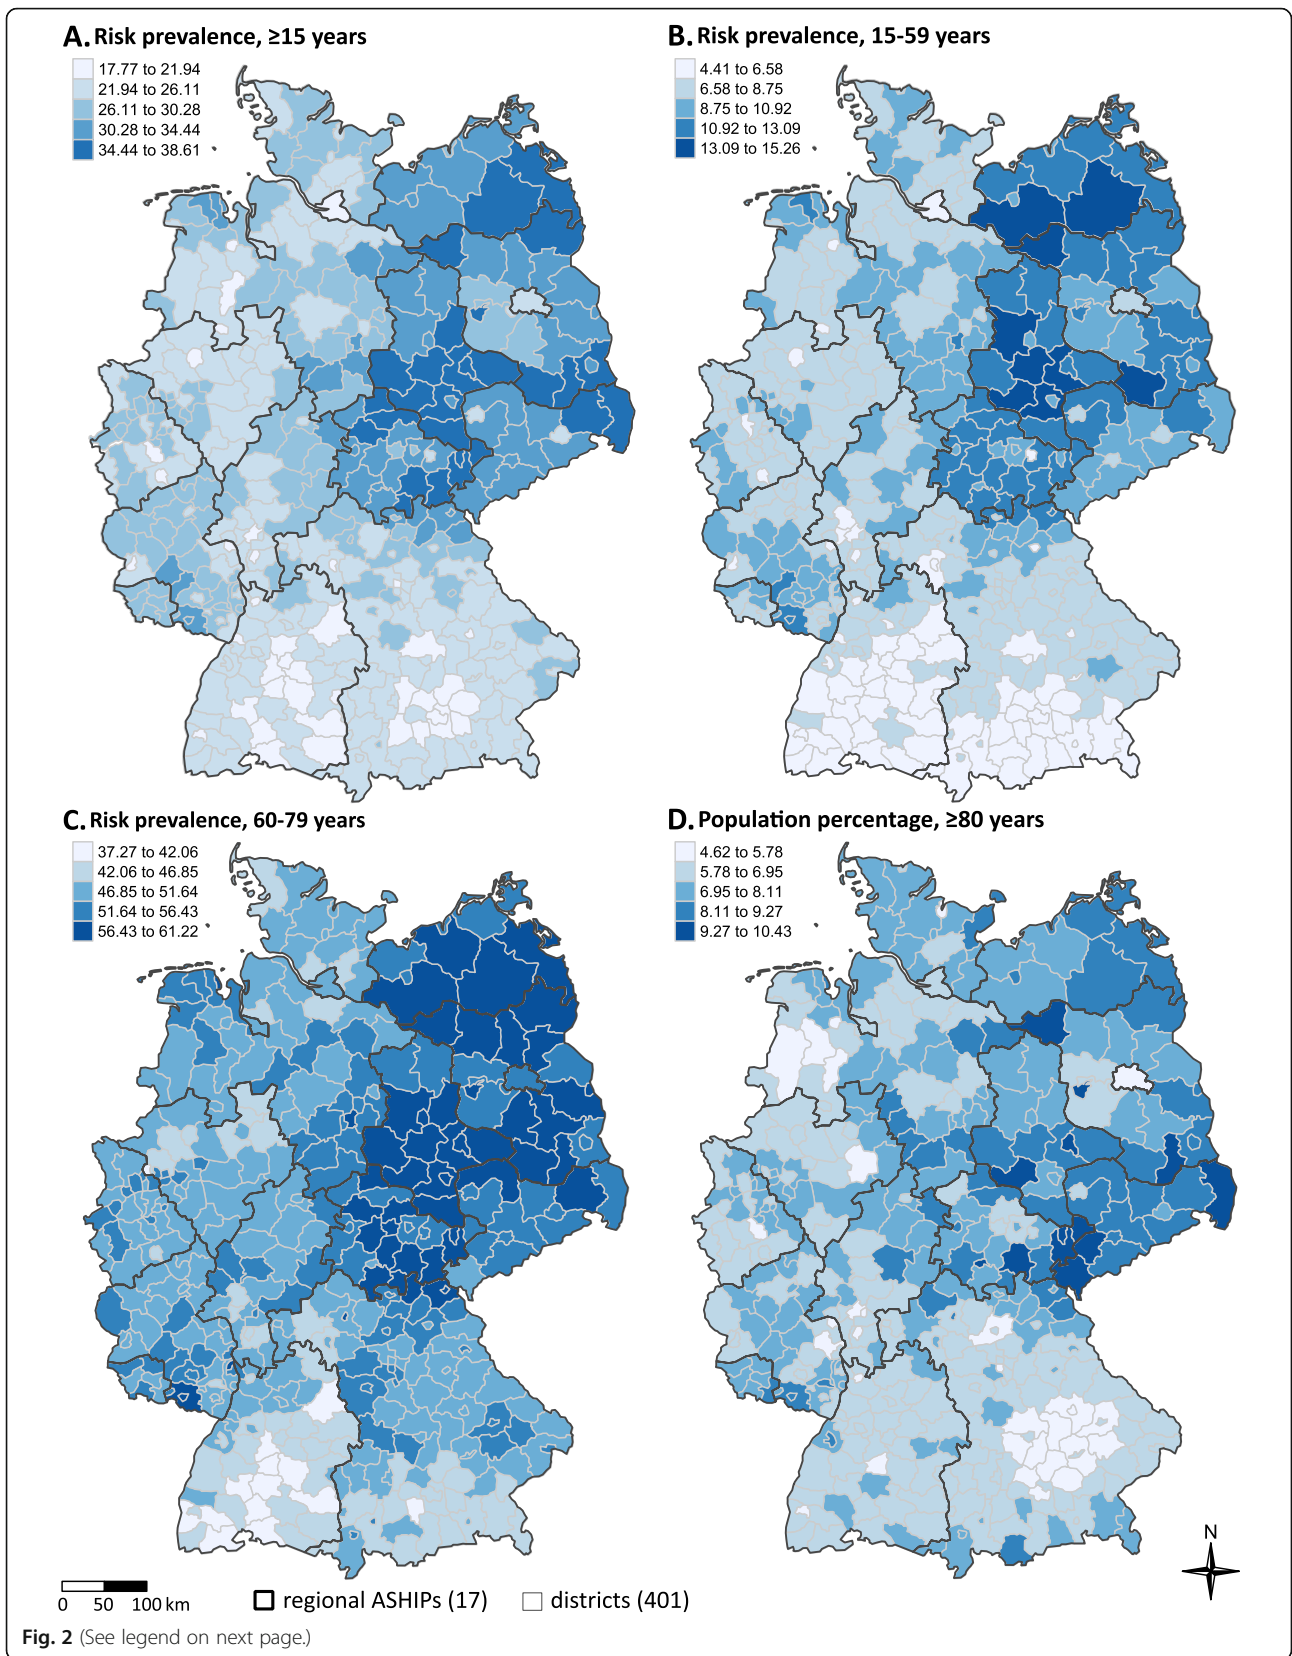 A. Risk prevalence, ≥15 years
17.77 to 21.94
21.94 to 26.11
26.11 to 30.28
30.28 to 34.44
34.44 to 38.61
B. Risk prevalence, 15-59 years
4.41 to 6.58
6.58 to 8.75
8.75 to 10.92
10.92 to 13.09
13.09 to 15.26
C. Risk prevalence, 60-79 years
37.27 to 42.06
42.06 to 46.85
46.85 to 51.64
51.64 to 56.43
56.43 to 61.22
D. Population percentage, ≥80 years
4.62 to 5.78
5.78 to 6.95
6.95 to 8.11
8.11 to 9.27
9.27 to 10.43
N
0 50 100 km
regional ASHIPs (17)
districts (401)
Fig. 2 (See legend on next page.)